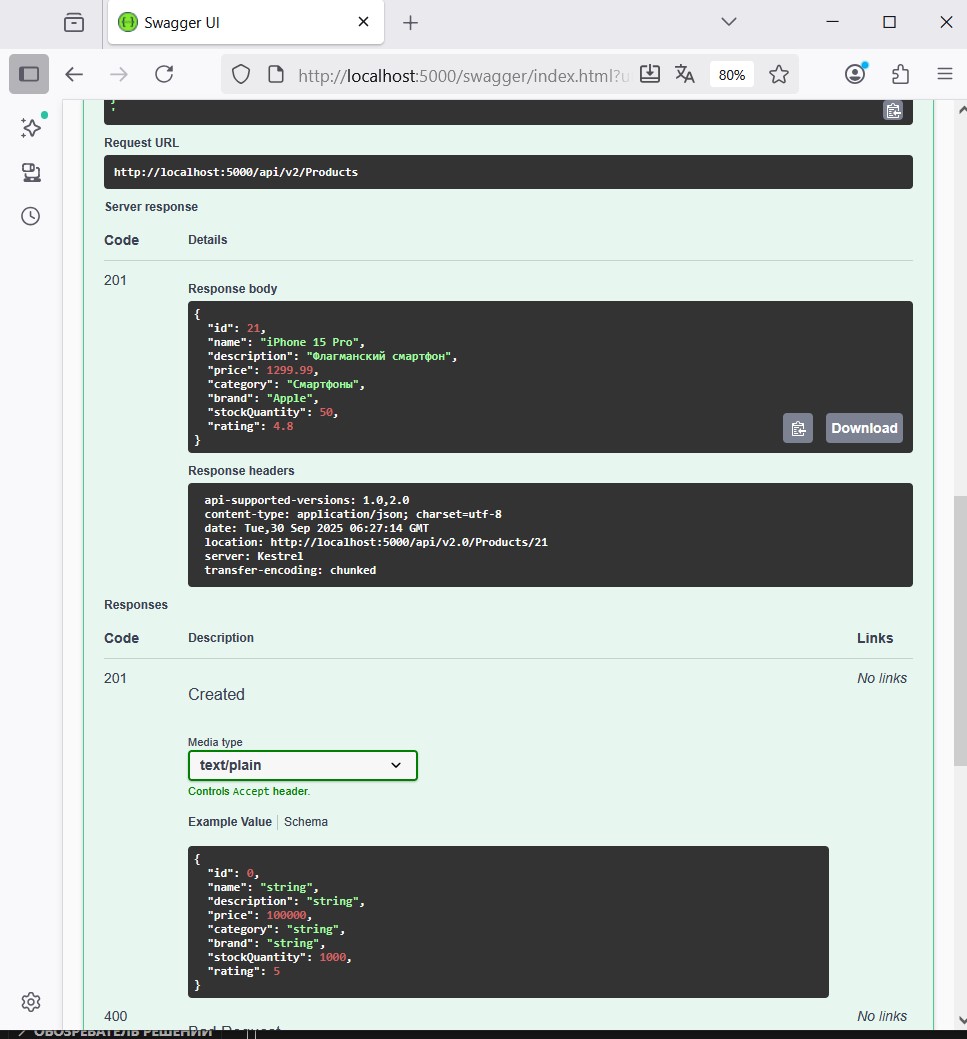 Swagger UI
http://localhost:5000/swagger/index.html?u
80%
Request URL
http://localhost:5000/api/v2/Products
Server response
Code Details
201
Response body
{
"id": 21,
"name": "iPhone 15 Pro",
"description": "Флагманский смартфон",
"price": 1299.99,
"category": "Смартфоны",
"brand": "Apple",
"stockQuantity": 50,
"rating": 4.8
}
Download
Response headers
api-supported-versions: 1.0,2.0
content-type: application/json; charset=utf-8
date: Tue,30 Sep 2025 06:27:14 GMT
location: http://localhost:5000/api/v2.0/Products/21
server: Kestrel
transfer-encoding: chunked
Responses
Code Description Links
201 No links
Created
Media type
text/plain
Controls Accept header.
Example Value Schema
{
"id": 0,
"name": "string",
"description": "string",
"price": 100000,
"category": "string",
"brand": "string",
"stockQuantity": 1000,
"rating": 5
}
400 No links
Bad Request
ОБОЗРЕВАТЕЛЬ РЕШЕНИЙ